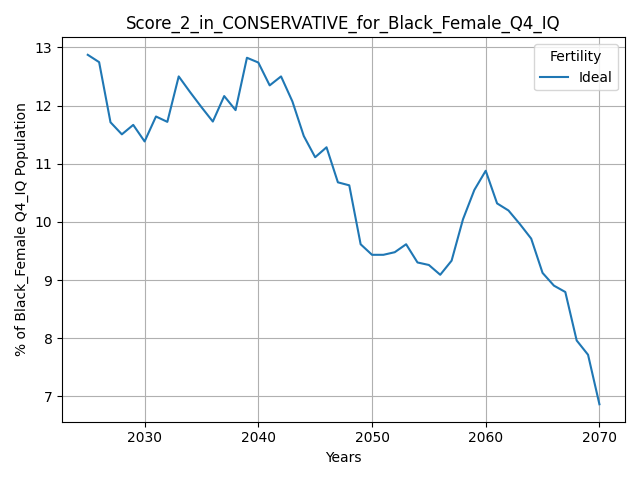 Score_2_in_CONSERVATIVE_for_Black_Female_Q4_IQ
13
12
11
10
9
8
7
% of Black_Female Q4_IQ Population
Fertility
Ideal
2030
2040
2050
2060
2070
Years